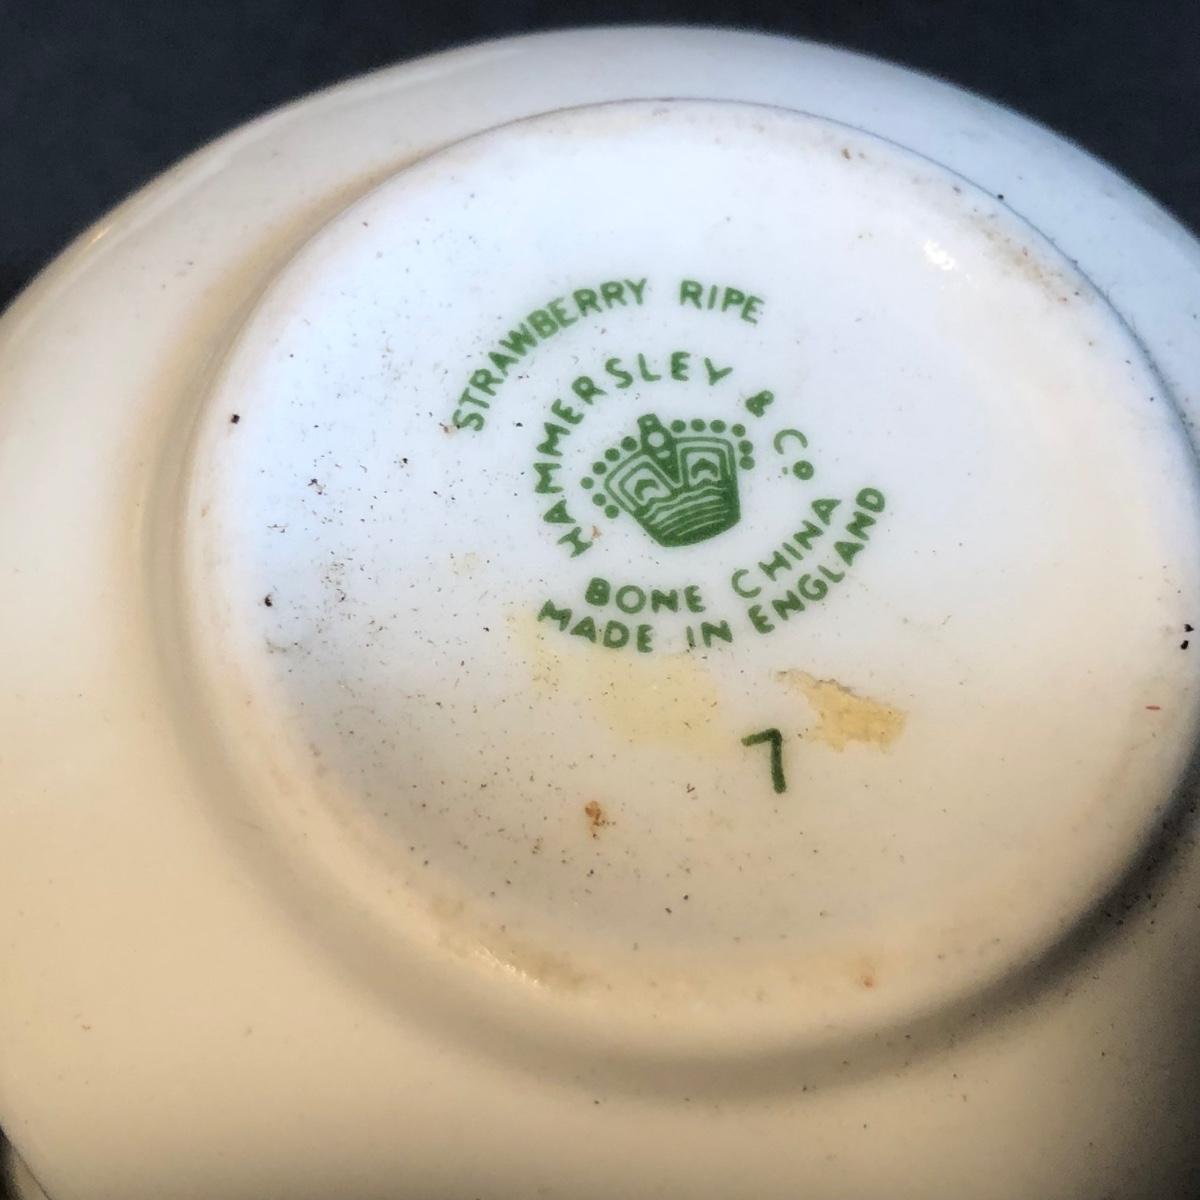 STRAWBERRY RIPE
HAMMERSLEY & Cº
BONE CHINA
MADE IN ENGLAND
7